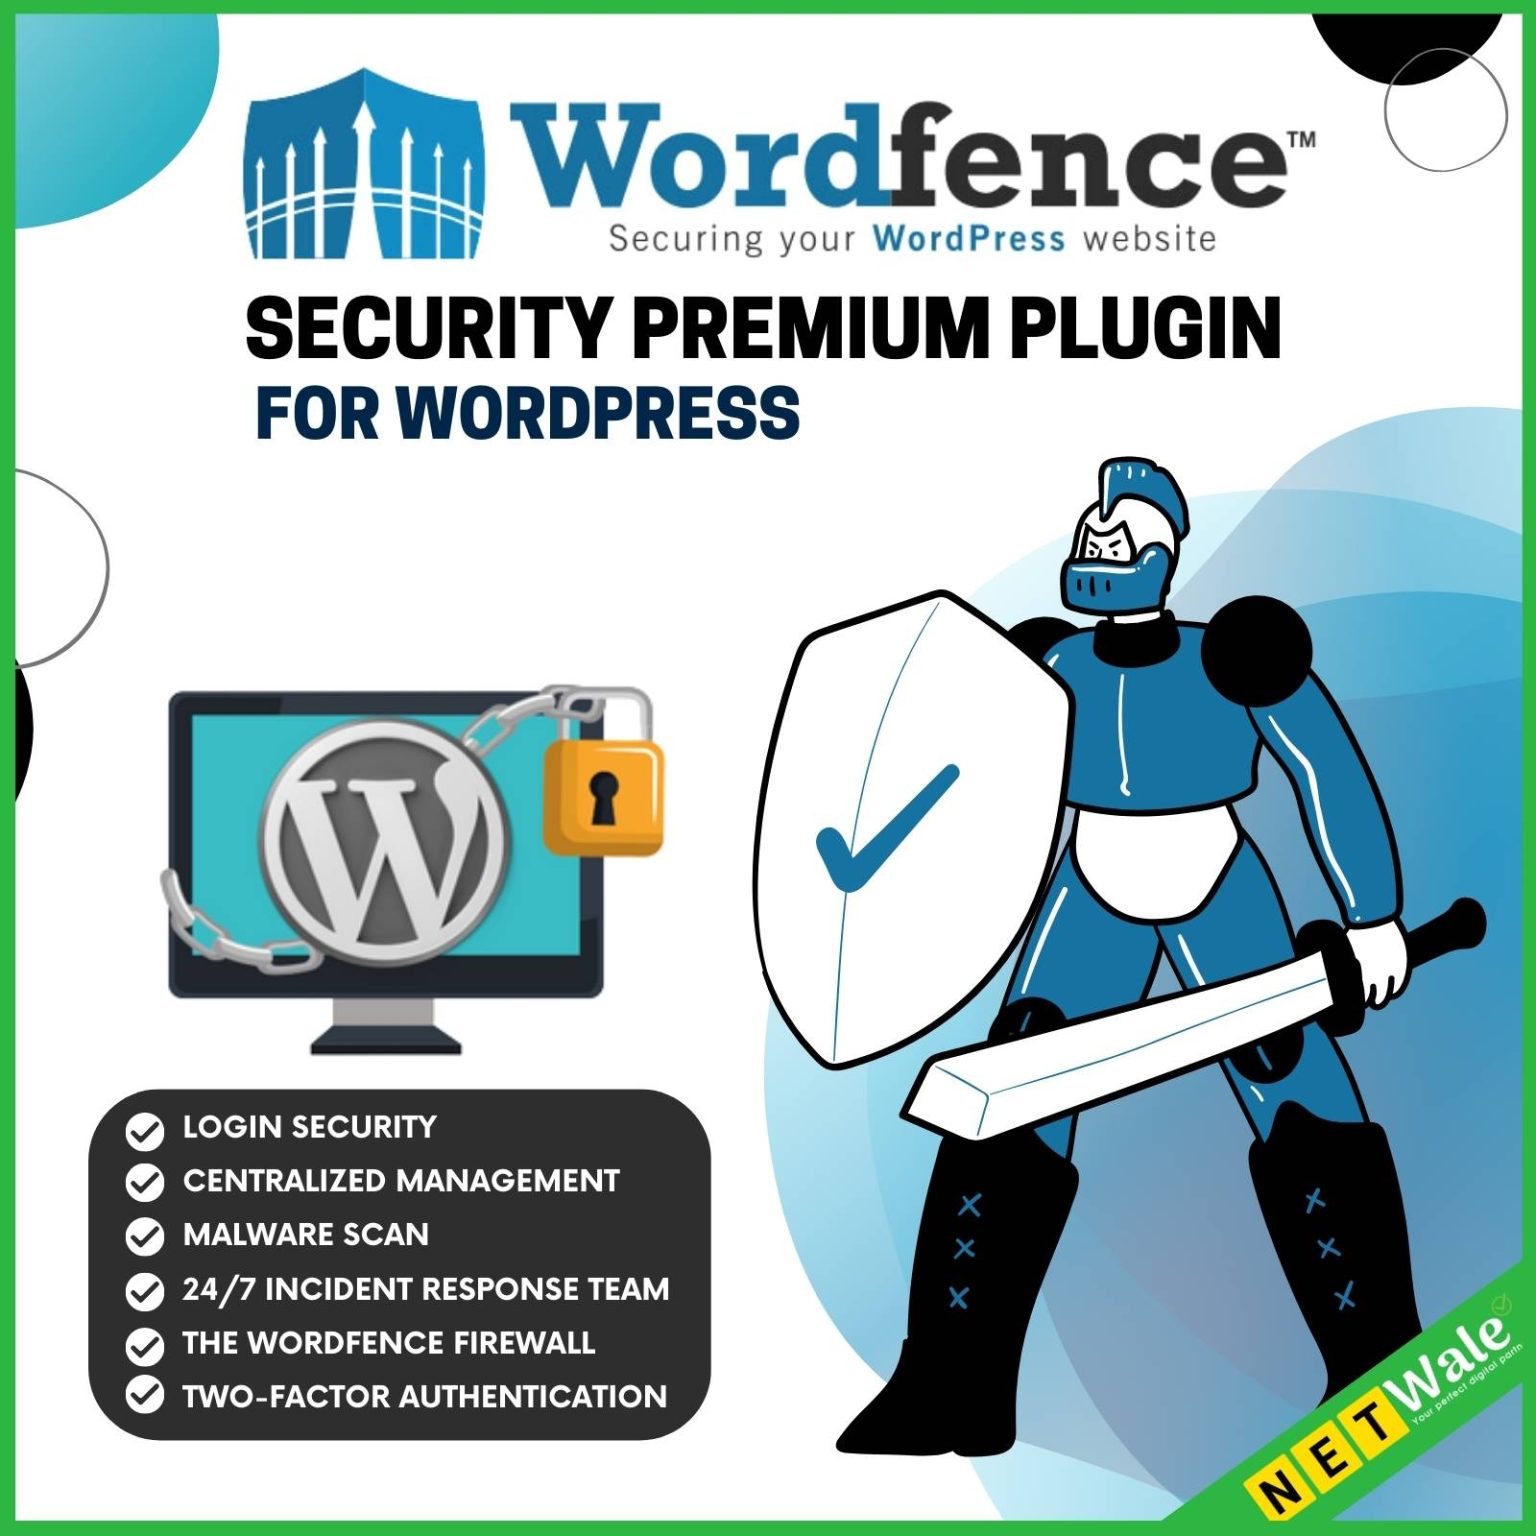 Wordfence™
Securing your WordPress website
SECURITY PREMIUM PLUGIN
FOR WORDPRESS
LOGIN SECURITY
CENTRALIZED MANAGEMENT
MALWARE SCAN
24/7 INCIDENT RESPONSE TEAM
THE WORDFENCE FIREWALL
TWO-FACTOR AUTHENTICATION
NETWale
Your perfect digital partn